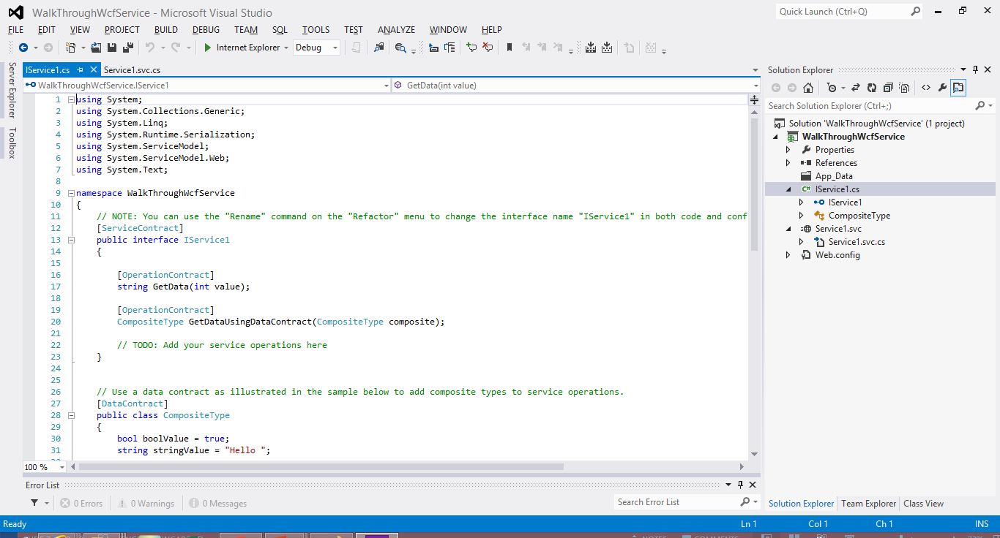 WalkThroughWcfService - Microsoft Visual Studio
Quick Launch (Ctrl+Q)
FILE EDIT VIEW PROJECT BUILD DEBUG TEAM SQL TOOLS TEST ANALYZE WINDOW HELP
Internet Explorer Debug
Server Explorer
Toolbox
IService1.cs Service1.svc.cs
WalkThroughWcfService.IService1 GetData(int value)
1 using System;
2 using System.Collections.Generic;
3 using System.Linq;
4 using System.Runtime.Serialization;
5 using System.ServiceModel;
6 using System.ServiceModel.Web;
7 using System.Text;
8
9 namespace WalkThroughWcfService
10 {
11 // NOTE: You can use the "Rename" command on the "Refactor" menu to change the interface name "IService1" in both code and conf
12 [ServiceContract]
13 public interface IService1
14 {
15
16 [OperationContract]
17 string GetData(int value);
18
19 [OperationContract]
20 CompositeType GetDataUsingDataContract(CompositeType composite);
21
22 // TODO: Add your service operations here
23 }
24
25
26 // Use a data contract as illustrated in the sample below to add composite types to service operations.
27 [DataContract]
28 public class CompositeType
29 {
30 bool boolValue = true;
31 string stringValue = "Hello ";
100 %
Error List
0 Errors 0 Warnings 0 Messages
Search Error List
Solution Explorer
Search Solution Explorer (Ctrl+;)
Solution 'WalkThroughWcfService' (1 project)
WalkThroughWcfService
Properties
References
App_Data
C# IService1.cs
IService1
CompositeType
Service1.svc
Service1.svc.cs
Web.config
Solution Explorer Team Explorer Class View
Ready Ln 1 Col 1 Ch 1 INS